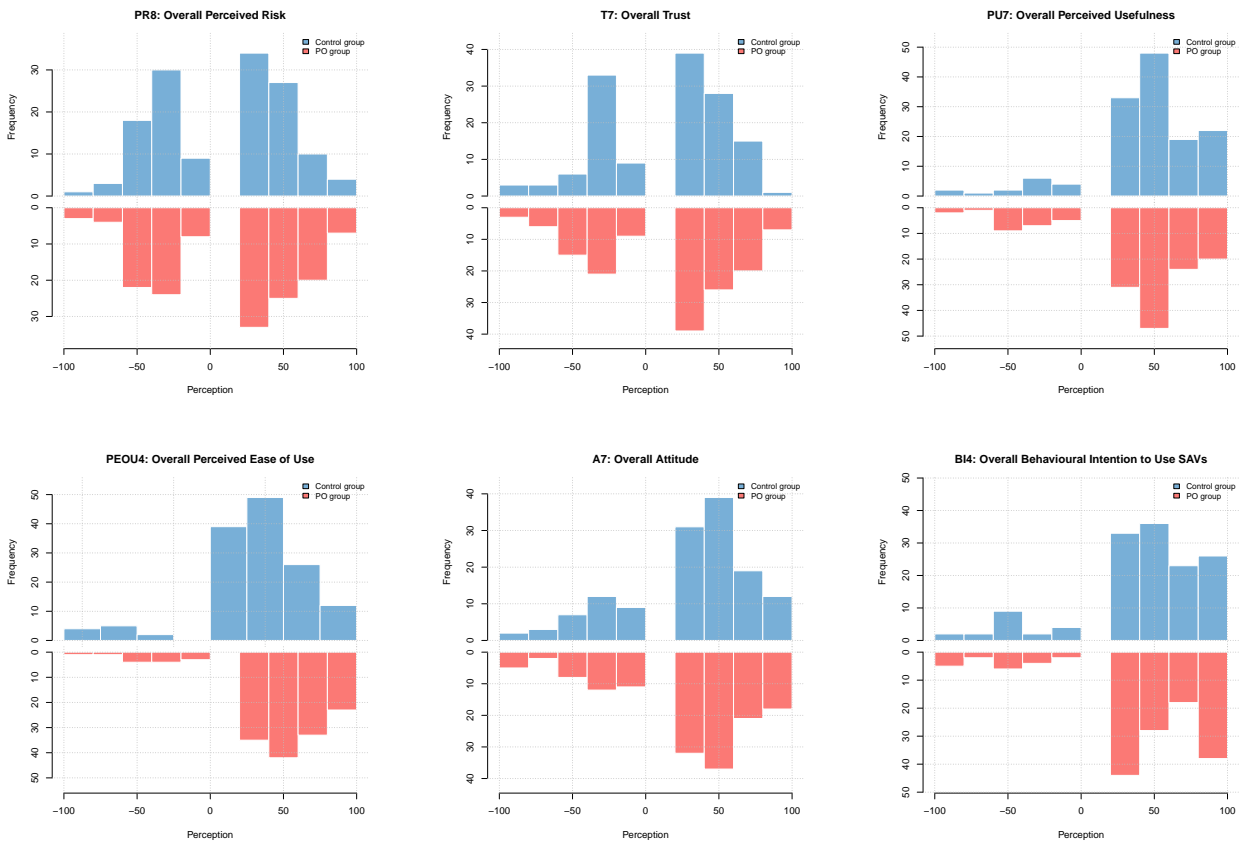 PR8: Overall Perceived Risk
Control group
PO group
Frequency
0 10 20 30
0 10 20 30
−100 −50 0 50 100
Perception
T7: Overall Trust
Control group
PO group
Frequency
0 10 20 30 40
0 10 20 30 40
−100 −50 0 50 100
Perception
PU7: Overall Perceived Usefulness
Control group
PO group
Frequency
0 10 20 30 40 50
0 10 20 30 40 50
−100 −50 0 50 100
Perception
PEOU4: Overall Perceived Ease of Use
Control group
PO group
Frequency
0 10 20 30 40 50
0 10 20 30 40 50
−100 −50 0 50 100
Perception
A7: Overall Attitude
Control group
PO group
Frequency
0 10 20 30 40
0 10 20 30 40
−100 −50 0 50 100
Perception
BI4: Overall Behavioural Intention to Use SAVs
Control group
PO group
Frequency
0 10 20 30 40 50
0 10 20 30 40 50
−100 −50 0 50 100
Perception